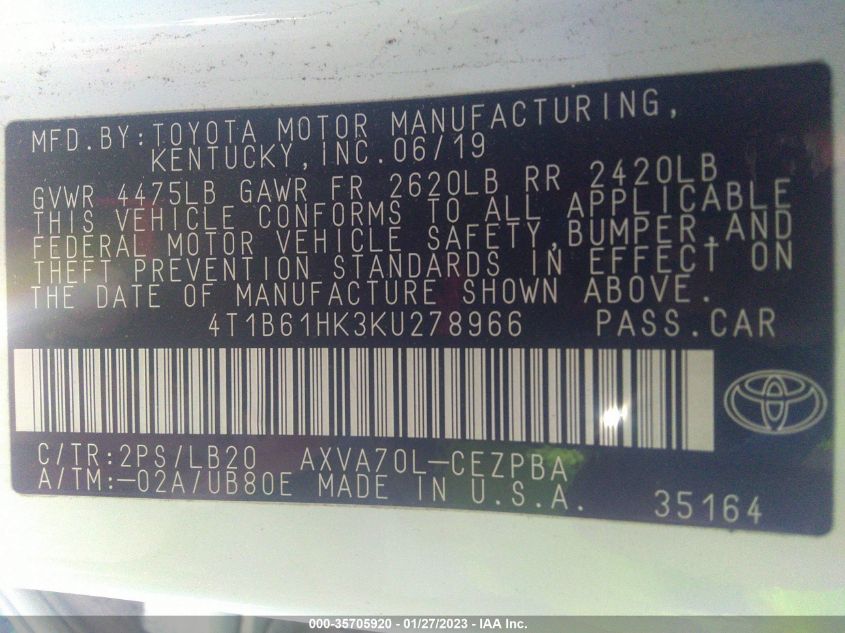 MFD.BY:TOYOTA MOTOR MANUFACTURING,
KENTUCKY,INC.06/19
GVWR 4475LB GAWR FR 2620LB RR 2420LB
THIS VEHICLE CONFORMS TO ALL APPLICABLE
FEDERAL MOTOR VEHICLE SAFETY,BUMPER,AND
THEFT PREVENTION STANDARDS IN EFFECT ON
THE DATE OF MANUFACTURE SHOWN ABOVE.
4T1B61HK3KU278966 PASS.CAR
C/TR:2PS/LB20 AXVA70L-CEZPBA
A/TM:-02A/UB80E MADE IN U.S.A. 35164
000-35705920 - 01/27/2023 - IAA Inc.